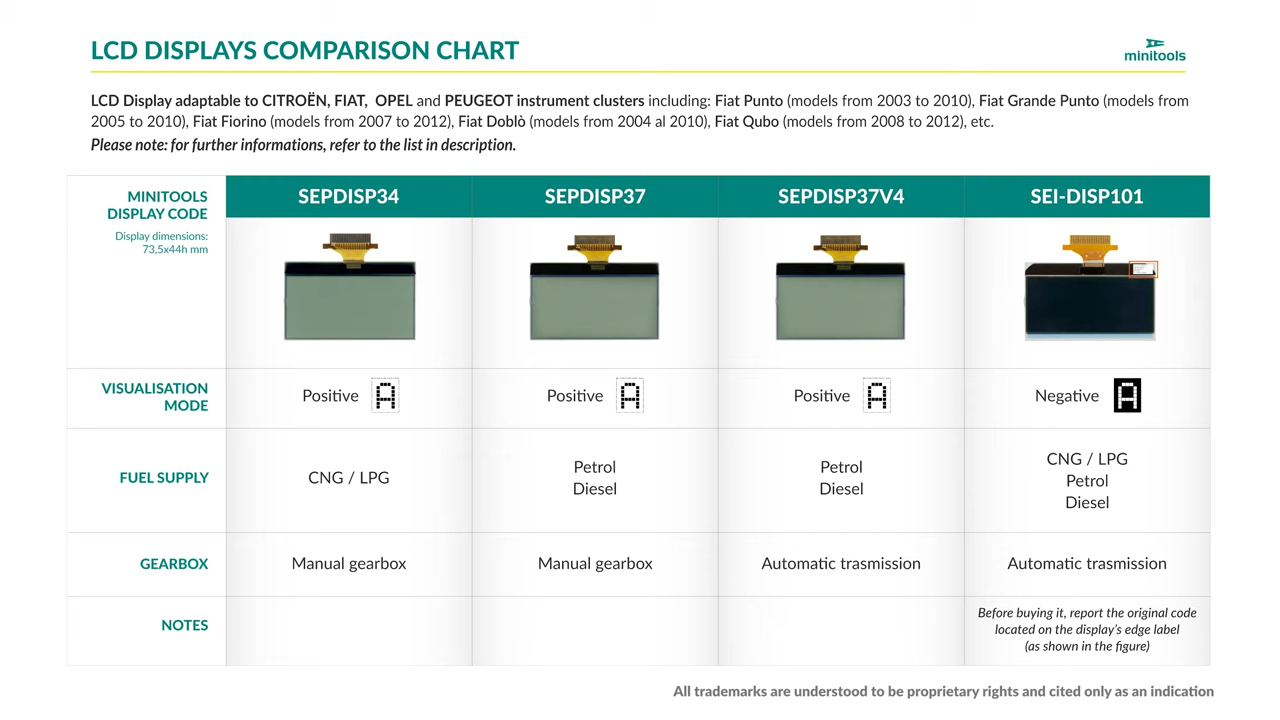 LCD DISPLAYS COMPARISON CHART
minitools
LCD Display adaptable to CITROËN, FIAT, OPEL and PEUGEOT instrument clusters including: Fiat Punto (models from 2003 to 2010), Fiat Grande Punto (models from
2005 to 2010), Fiat Fiorino (models from 2007 to 2012), Fiat Doblò (models from 2004 al 2010), Fiat Qubo (models from 2008 to 2012), etc.
Please note: for further informations, refer to the list in description.
MINITOOLS
DISPLAY CODE
Display dimensions:
73,5x44h mm
SEPDISP34
SEPDISP37
SEPDISP37V4
SEI-DISP101
VISUALISATION
MODE
Positive A
Positive A
Positive A
Negative A
FUEL SUPPLY
CNG / LPG
Petrol
Diesel
Petrol
Diesel
CNG / LPG
Petrol
Diesel
GEARBOX
Manual gearbox
Manual gearbox
Automatic trasmission
Automatic trasmission
NOTES
Before buying it, report the original code
located on the display's edge label
(as shown in the figure)
All trademarks are understood to be proprietary rights and cited only as an indication